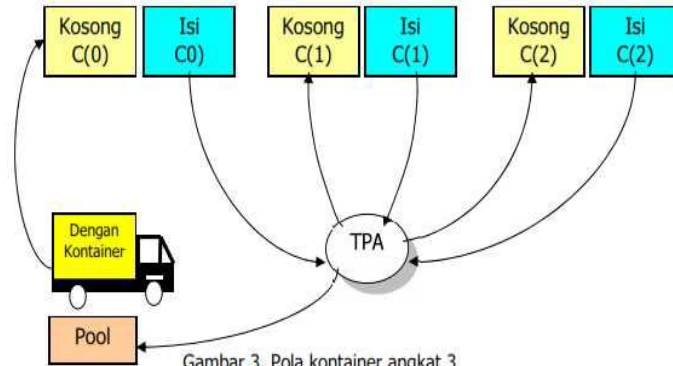 Kosong
C(0)
Isi
C0)
Kosong
C(1)
Isi
C(1)
Kosong
C(2)
Isi
C(2)
Dengan
Kontainer
TPA
Pool
Gambar 3. Pola kontainer angkat 3